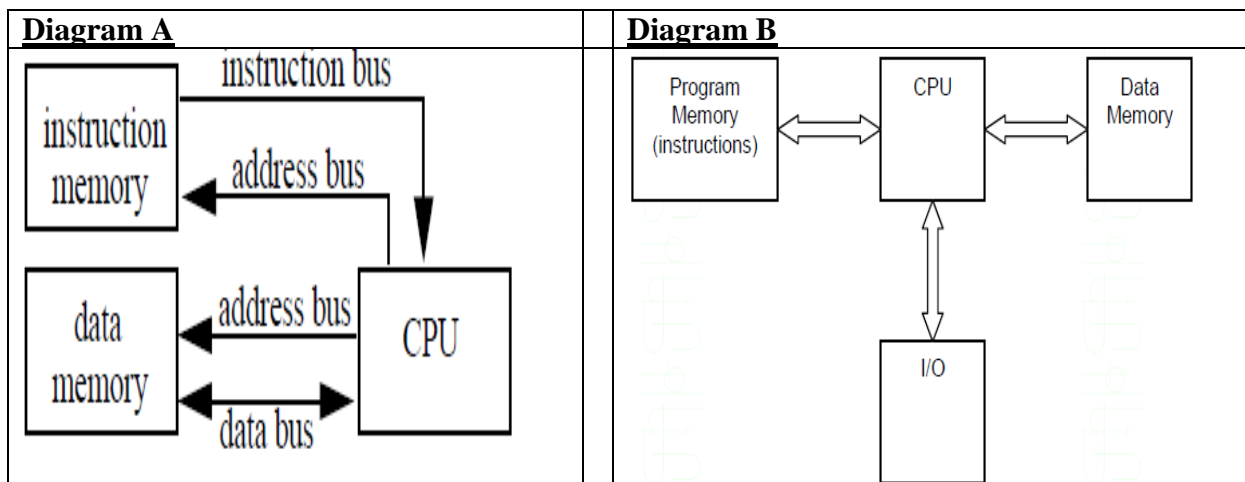 Diagram A
instruction bus
instruction
memory
address bus
data
memory
address bus
CPU
data bus
Diagram B
Program
Memory
(instructions)
CPU
Data
Memory
I/O